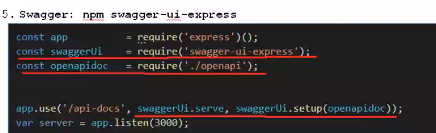 5. Swagger: npm swagger-ui-express
const app = require('express')();
const swaggerUi = require('swagger-ui-express');
const openapidoc = require('./openapi');
app.use('/api-docs', swaggerUi.serve, swaggerUi.setup(openapidoc));
var server = app.listen(3000);